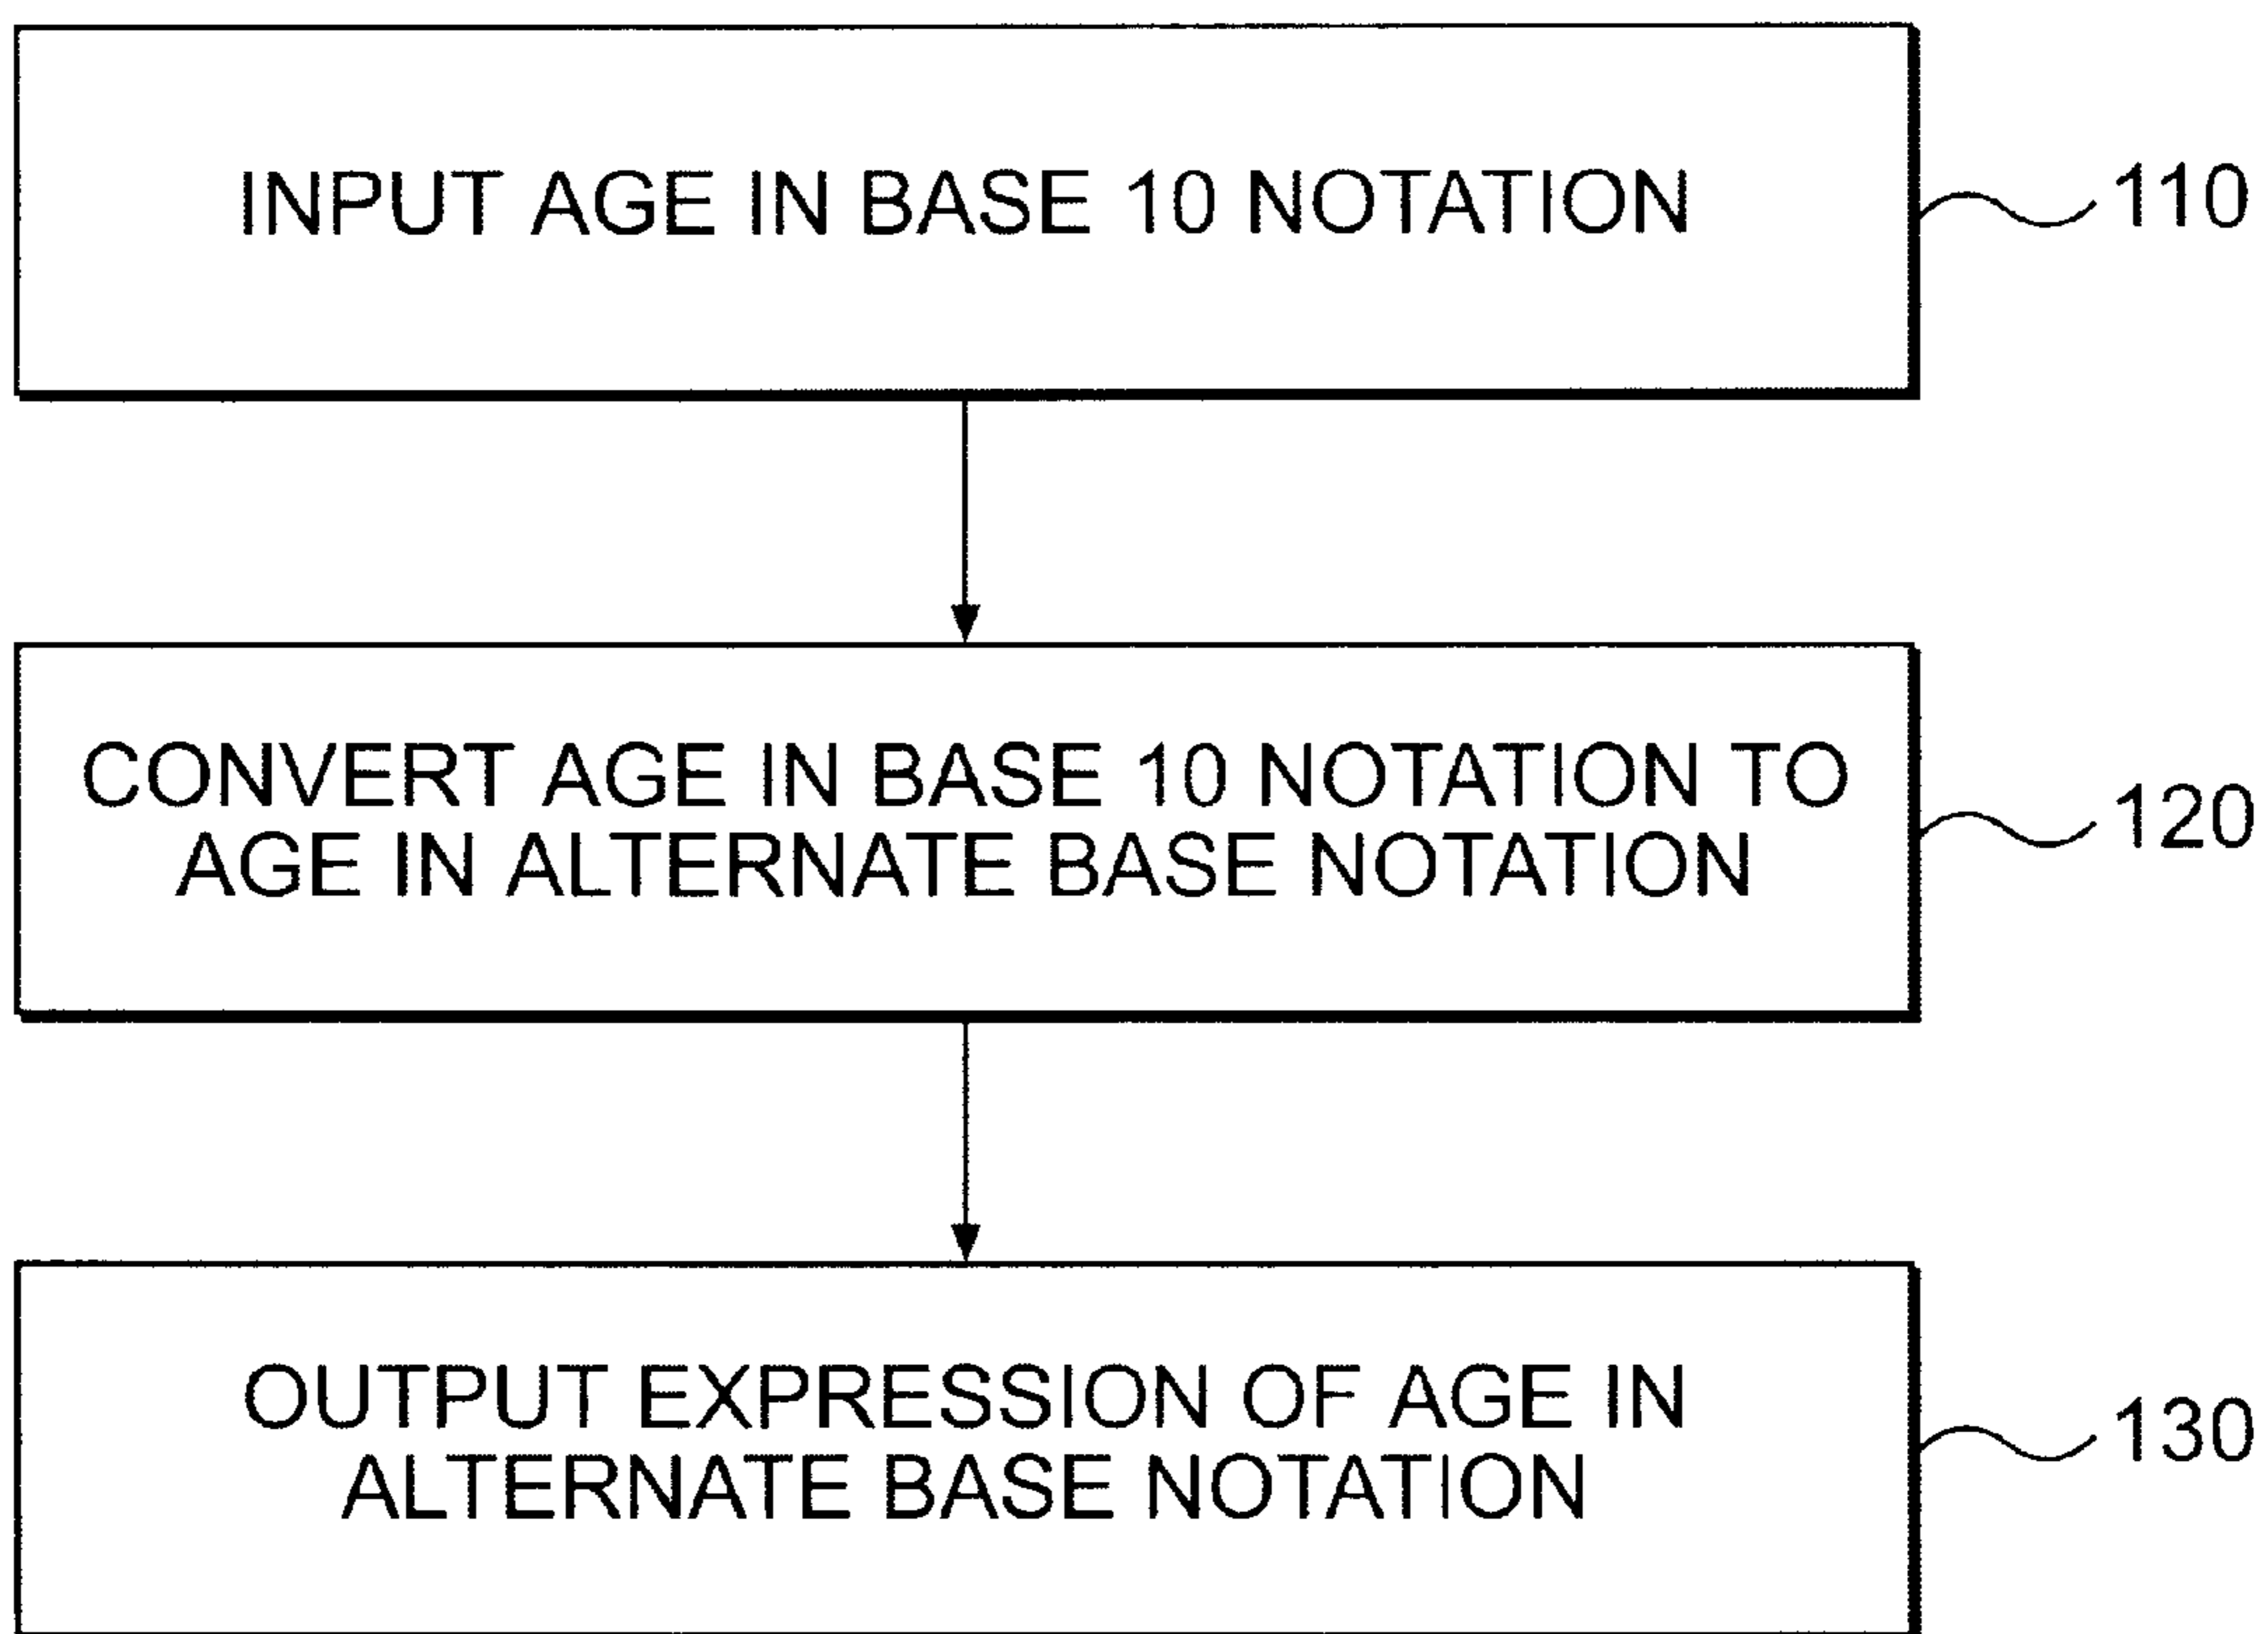 INPUT AGE IN BASE 10 NOTATION
110
CONVERT AGE IN BASE 10 NOTATION TO
AGE IN ALTERNATE BASE NOTATION
120
OUTPUT EXPRESSION OF AGE IN
ALTERNATE BASE NOTATION
130